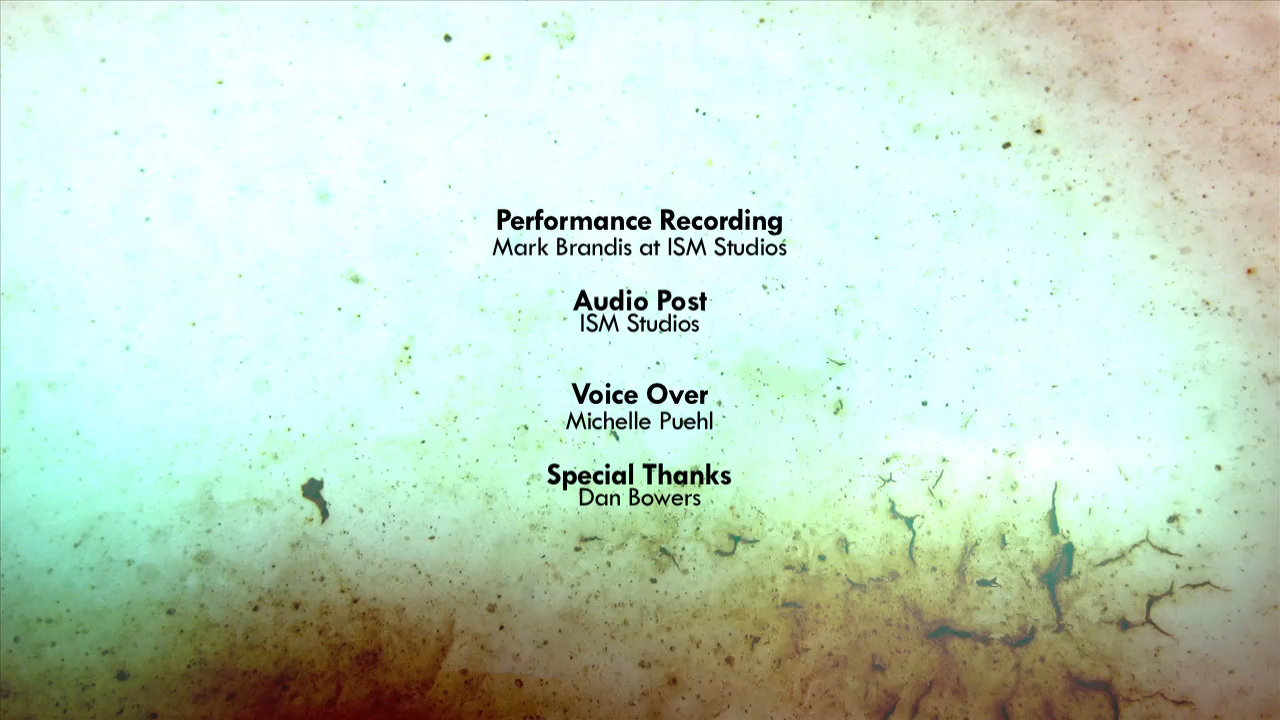 Performance Recording
Mark Brandis at ISM Studios
Audio Post
ISM Studios
Voice Over
Michelle Puehl
Special Thanks
Dan Bowers